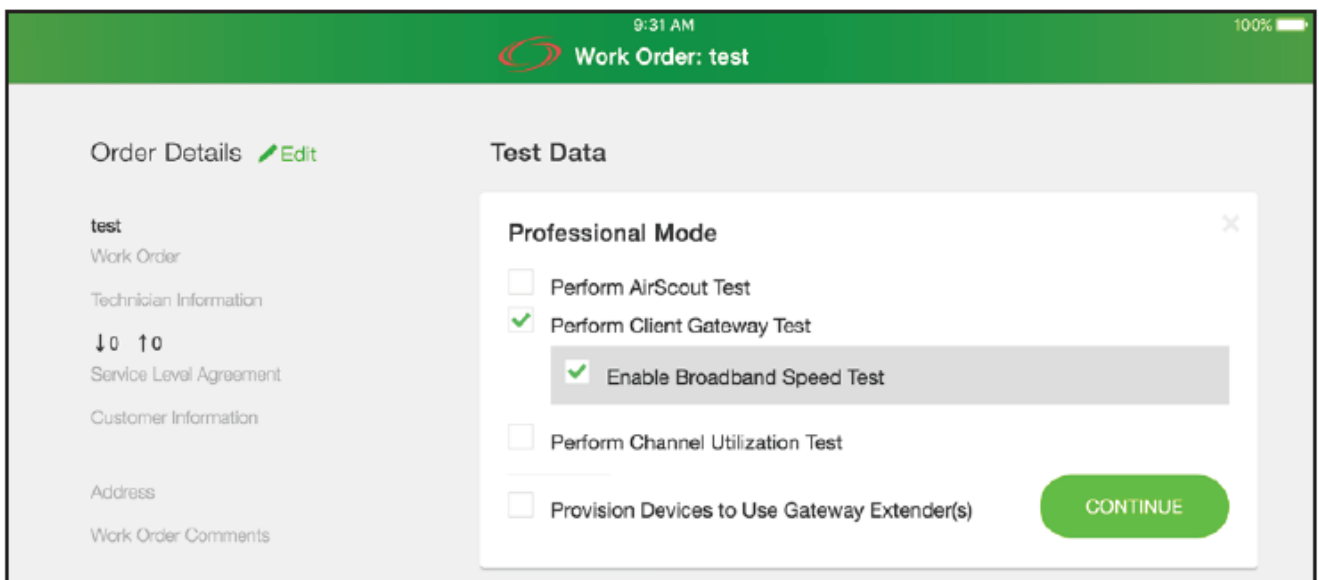 9:31 AM
100%
Work Order: test
Order Details Edit
test
Work Order
Technician Information
↓0 ↑0
Service Level Agreement
Customer Information
Address
Work Order Comments
Test Data
Professional Mode
Perform AirScout Test
Perform Client Gateway Test
Enable Broadband Speed Test
Perform Channel Utilization Test
Provision Devices to Use Gateway Extender(s)
CONTINUE